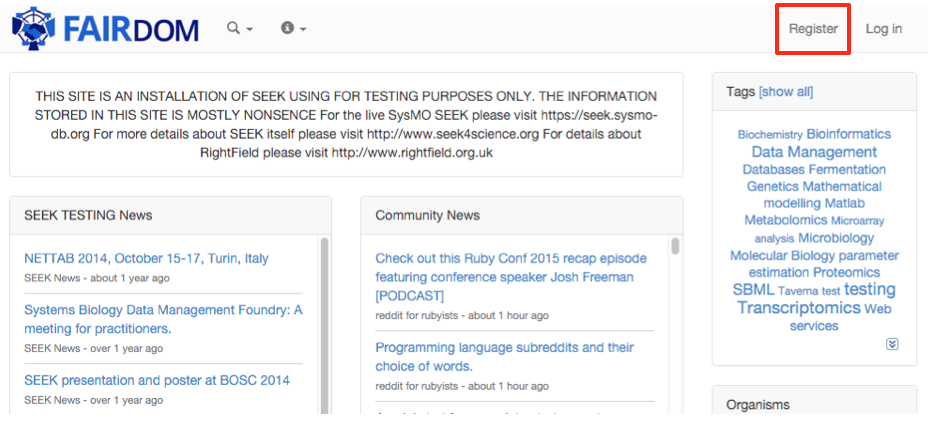 FAIRDOM
Register
Log in
THIS SITE IS AN INSTALLATION OF SEEK USING FOR TESTING PURPOSES ONLY. THE INFORMATION
STORED IN THIS SITE IS MOSTLY NONSENCE For the live SysMO SEEK please visit https://seek.sysmo-
db.org For more details about SEEK itself please visit http://www.seek4science.org For details about
RightField please visit http://www.rightfield.org.uk
SEEK TESTING News
NETTAB 2014, October 15-17, Turin, Italy
SEEK News - about 1 year ago
Systems Biology Data Management Foundry: A
meeting for practitioners.
SEEK News - over 1 year ago
SEEK presentation and poster at BOSC 2014
SEEK News - over 1 year ago
Community News
Check out this Ruby Conf 2015 recap episode
featuring conference speaker Josh Freeman
[PODCAST]
reddit for rubyists - about 1 hour ago
Programming language subreddits and their
choice of words.
reddit for rubyists - about 1 hour ago
Tags [show all]
Biochemistry Bioinformatics
Data Management
Databases Fermentation
Genetics Mathematical
modelling Matlab
Metabolomics Microarray
analysis Microbiology
Molecular Biology parameter
estimation Proteomics
SBML Taverna test testing
Transcriptomics Web
services
Organisms